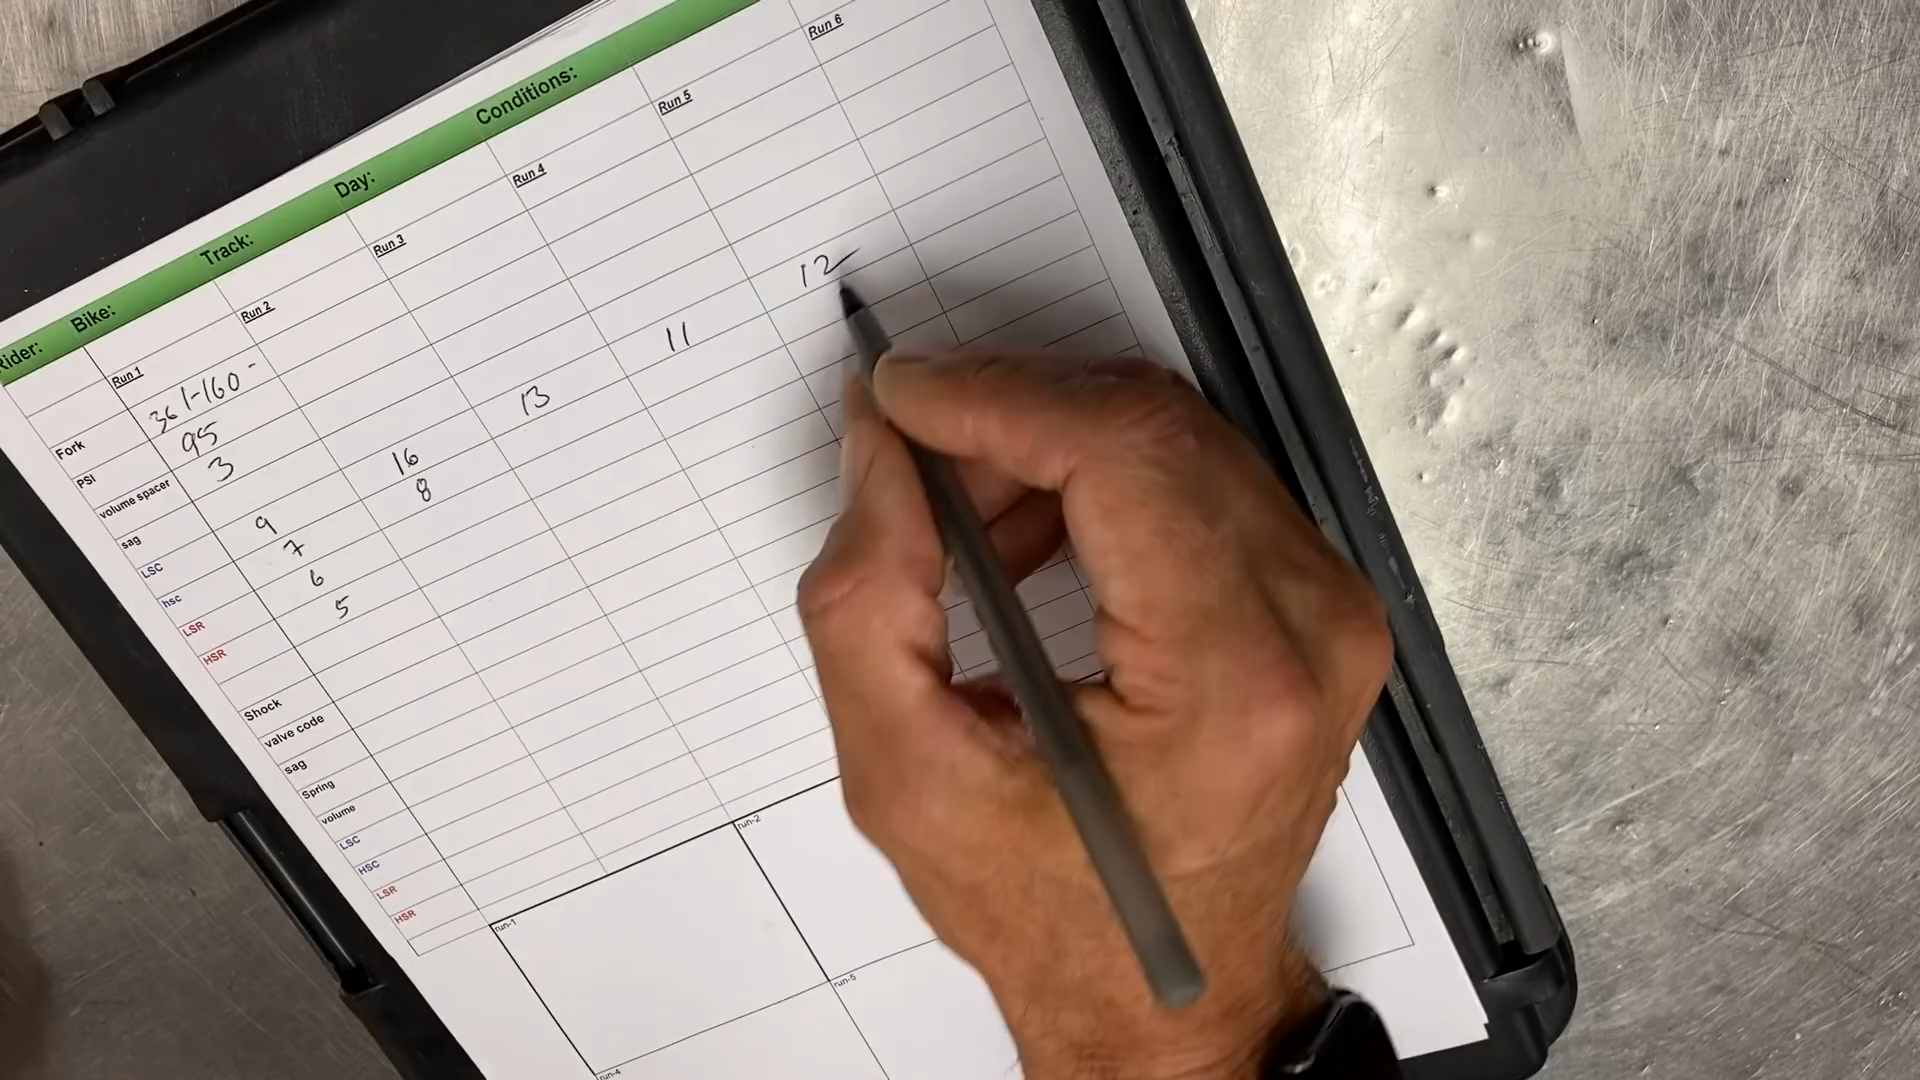 Rider: Bike: Track: Day: Conditions:
Run 1 Run 2 Run 3 Run 4 Run 5 Run 6
Fork 36 1-160-
PSI 95
volume spacer 3
sag
LSC 9 16 13 11 12
hsc 7 8
LSR 6
HSR 5
Shock
valve code
sag
Spring
volume
LSC
HSC
LSR
HSR
run-1 run-2
run-4 run-5